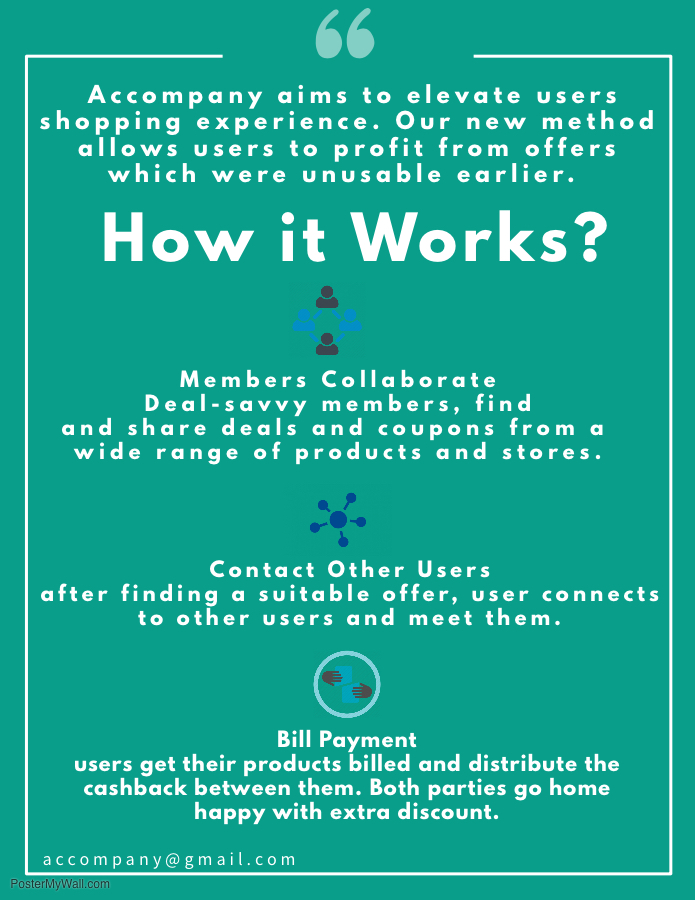 “
Accompany aims to elevate users
shopping experience. Our new method
allows users to profit from offers
which were unusable earlier.
How it Works?
Members Collaborate
Deal-savvy members, find
and share deals and coupons from a
wide range of products and stores.
Contact Other Users
after finding a suitable offer, user connects
to other users and meet them.
Bill Payment
users get their products billed and distribute the
cashback between them. Both parties go home
happy with extra discount.
accompany@gmail.com
PosterMyWall.com